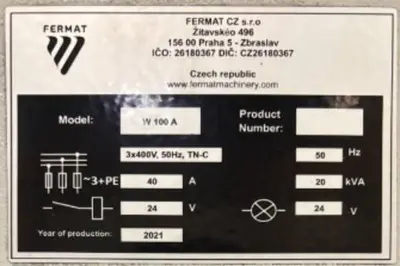 FERMAT
FERMAT CZ s.r.o
Žitavskéo 496
156 00 Praha 5 - Zbraslav
IČO: 26180367 DIČ: CZ26180367
Czech republic
www.fermatmachinery.com
Model: W 100 A
Product Number:
3x400V, 50Hz, TN-C 50 Hz
~3+PE 40 A 20 kVA
24 V 24 V
Year of production: 2021